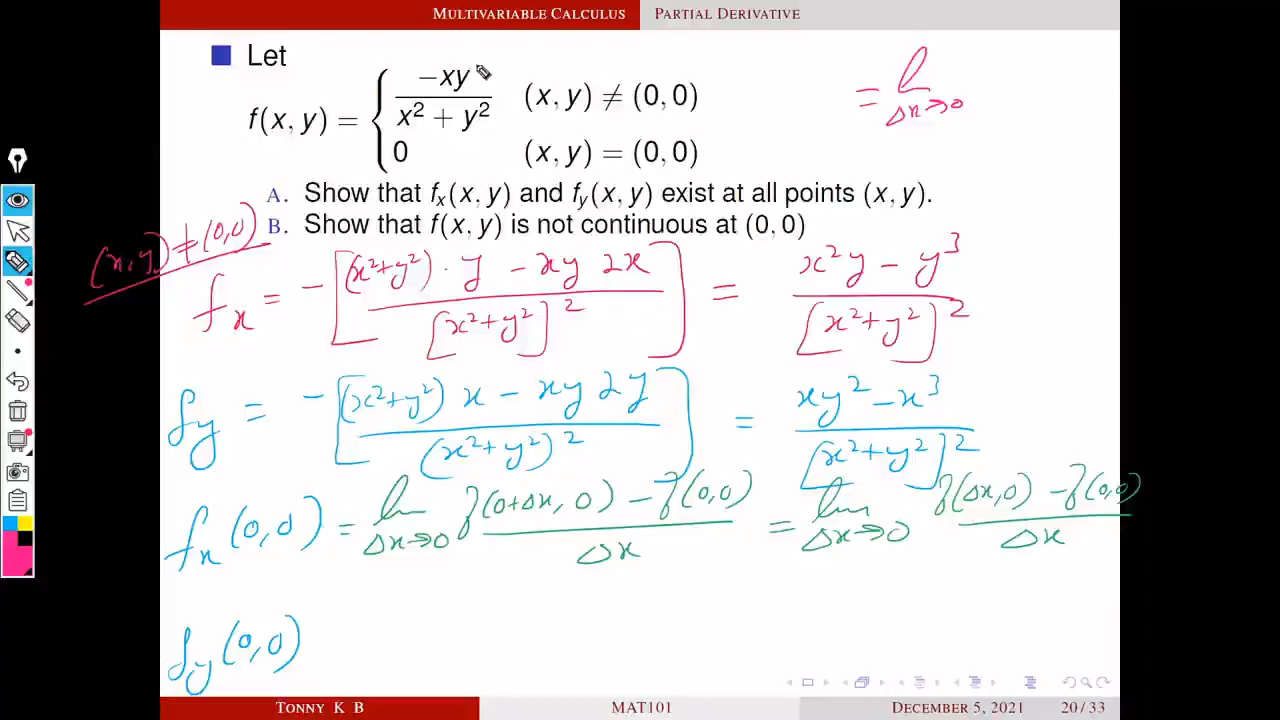 MULTIVARIABLE CALCULUS PARTIAL DERIVATIVE
Let
f(x, y) = { −xy / (x² + y²) (x, y) ≠ (0, 0)
0 (x, y) = (0, 0)
= l Δx→0
A. Show that fx(x, y) and fy(x, y) exist at all points (x, y).
B. Show that f(x, y) is not continuous at (0, 0)
(x,y) ≠ (0,0)
fx = −[ ((x²+y²) · y − xy 2x) / [x²+y²]² ] = (x²y − y³) / [x²+y²]²
fy = −[ ((x²+y²) x − xy 2y) / (x²+y²)² ] = (xy² − x³) / [x²+y²]²
fx(0,0) = lim Δx→0 (f(0+Δx, 0) − f(0,0)) / Δx = lim Δx→0 (f(Δx,0) − f(0,0)) / Δx
fy(0,0)
TONNY K B MAT101 DECEMBER 5, 2021 20 / 33